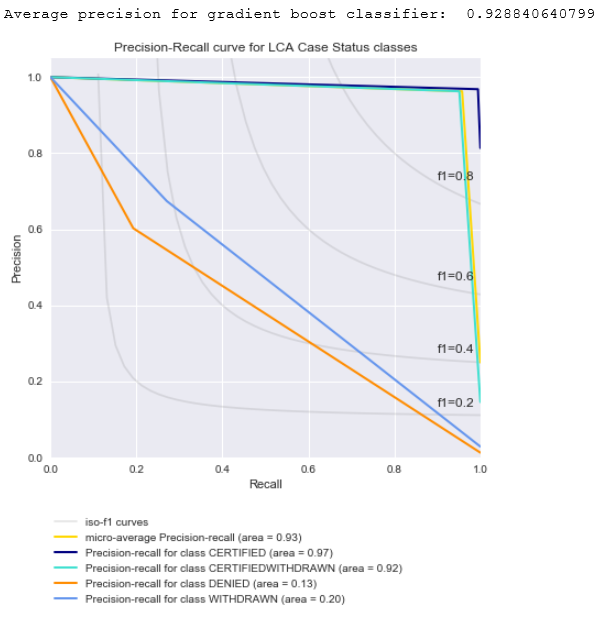 Average precision for gradient boost classifier:  0.928840640799
Precision-Recall curve for LCA Case Status classes
1.0
0.8
f1=0.8
0.6
Precision
f1=0.6
0.4
f1=0.4
0.2
f1=0.2
0.0
0.0 0.2 0.4 0.6 0.8 1.0
Recall
iso-f1 curves
micro-average Precision-recall (area = 0.93)
Precision-recall for class CERTIFIED (area = 0.97)
Precision-recall for class CERTIFIEDWITHDRAWN (area = 0.92)
Precision-recall for class DENIED (area = 0.13)
Precision-recall for class WITHDRAWN (area = 0.20)